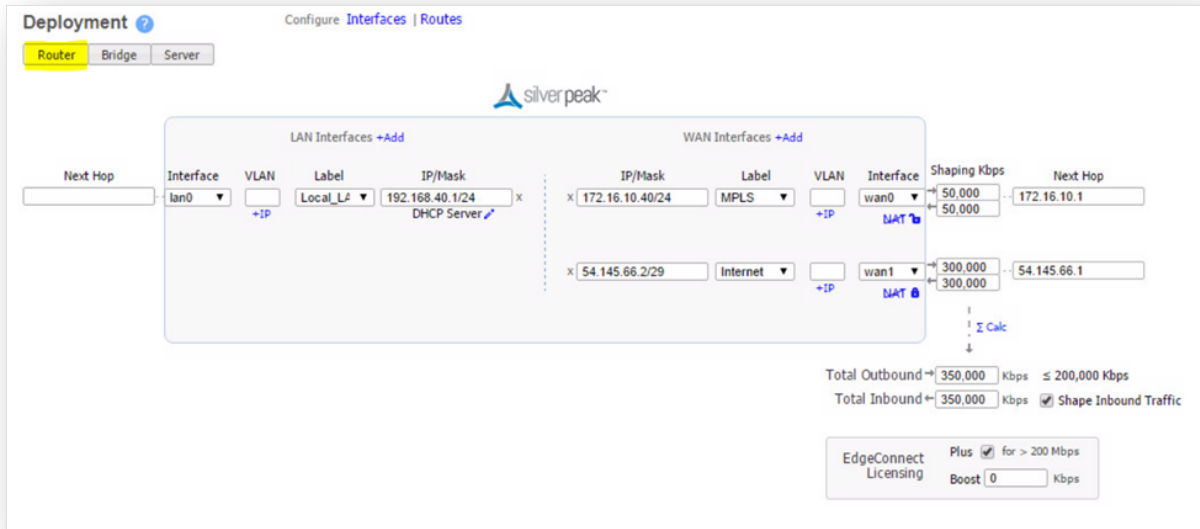 Deployment ? Configure Interfaces | Routes
Router Bridge Server
silver peak
LAN Interfaces +Add WAN Interfaces +Add
Next Hop Interface VLAN Label IP/Mask IP/Mask Label VLAN Interface Shaping Kbps Next Hop
lan0 Local_LA 192.168.40.1/24 x x 172.16.10.40/24 MPLS wan0 50,000 172.16.10.1
50,000
+IP DHCP Server +IP NAT
x 54.145.66.2/29 Internet wan1 300,000 54.145.66.1
300,000
+IP NAT
Σ Calc
Total Outbound 350,000 Kbps ≤ 200,000 Kbps
Total Inbound 350,000 Kbps Shape Inbound Traffic
EdgeConnect Licensing Plus for > 200 Mbps
Boost 0 Kbps